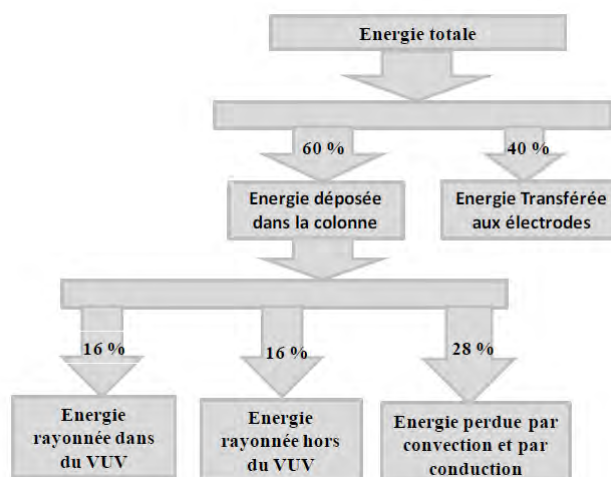 Energie totale
60 %
40 %
Energie déposée
dans la colonne
Energie Transférée
aux électrodes
16 %
16 %
28 %
Energie
rayonnée dans
du VUV
Energie
rayonnée hors
du VUV
Energie perdue par
convection et par
conduction